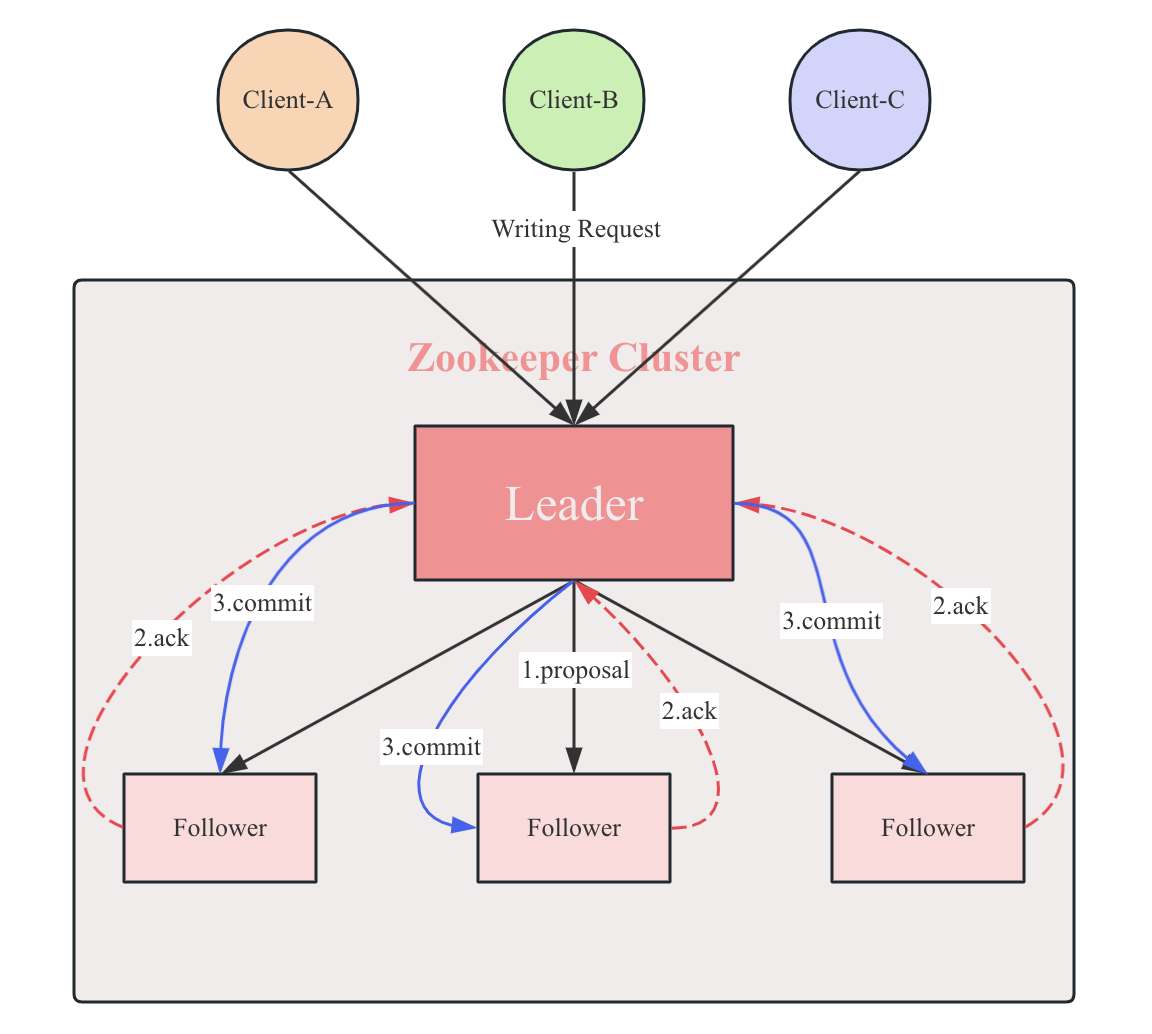 Client-A
Client-B
Client-C
Writing Request
Zookeeper Cluster
Leader
3.commit
2.ack
1.proposal
3.commit
2.ack
3.commit
2.ack
Follower
Follower
Follower